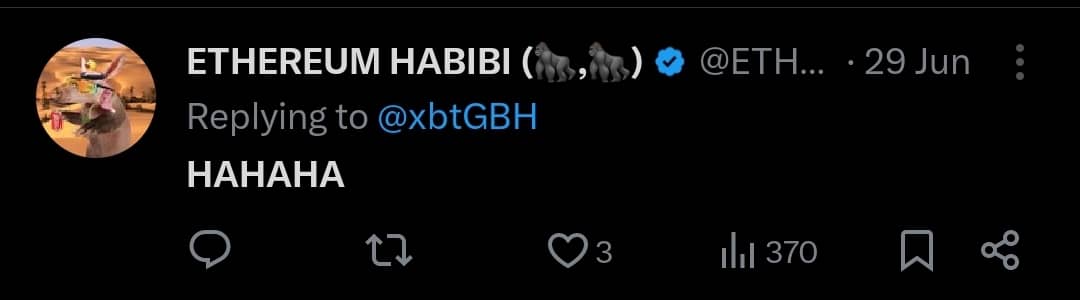 ETHEREUM HABIBI (🦍,🦍) @ETH... · 29 Jun
Replying to @xbtGBH
HAHAHA
3 370